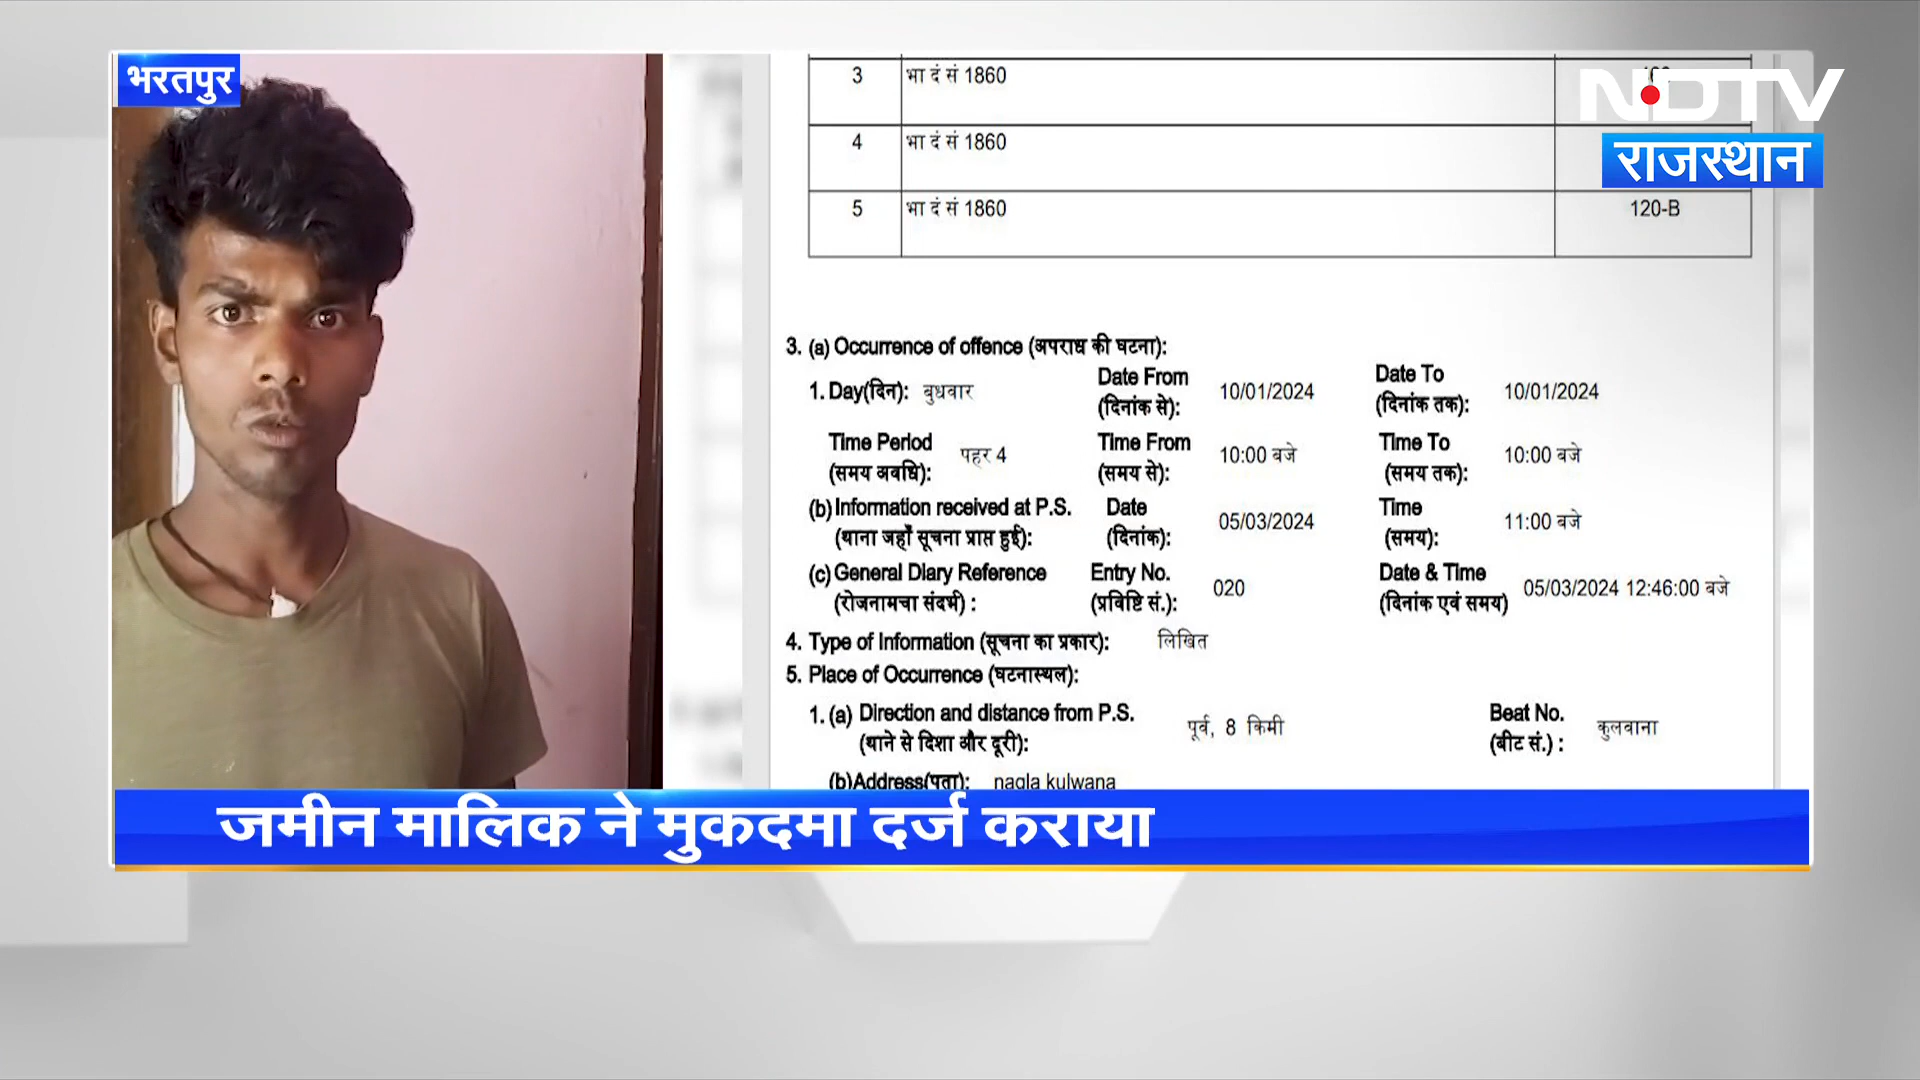 भरतपुर
NDTV
राजस्थान
3 भा दं सं 1860
4 भा दं सं 1860
5 भा दं सं 1860 120-B
3. (a) Occurrence of offence (अपराध की घटना):
1. Day(दिन): बुधवार Date From (दिनांक से): 10/01/2024 Date To (दिनांक तक): 10/01/2024
Time Period (समय अवधि): पहर 4 Time From (समय से): 10:00 बजे Time To (समय तक): 10:00 बजे
(b) Information received at P.S. (थाना जहाँ सूचना प्राप्त हुई): Date (दिनांक): 05/03/2024 Time (समय): 11:00 बजे
(c) General Diary Reference (रोजनामचा संदर्भ) : Entry No. (प्रविष्टि सं.): 020 Date & Time (दिनांक एवं समय) 05/03/2024 12:46:00 बजे
4. Type of Information (सूचना का प्रकार): लिखित
5. Place of Occurrence (घटनास्थल):
1. (a) Direction and distance from P.S. (थाने से दिशा और दूरी): पूर्व, 8 किमी Beat No. (बीट सं.) : कुलवाना
(b) Address(पता): nagla kulwana
जमीन मालिक ने मुकदमा दर्ज कराया